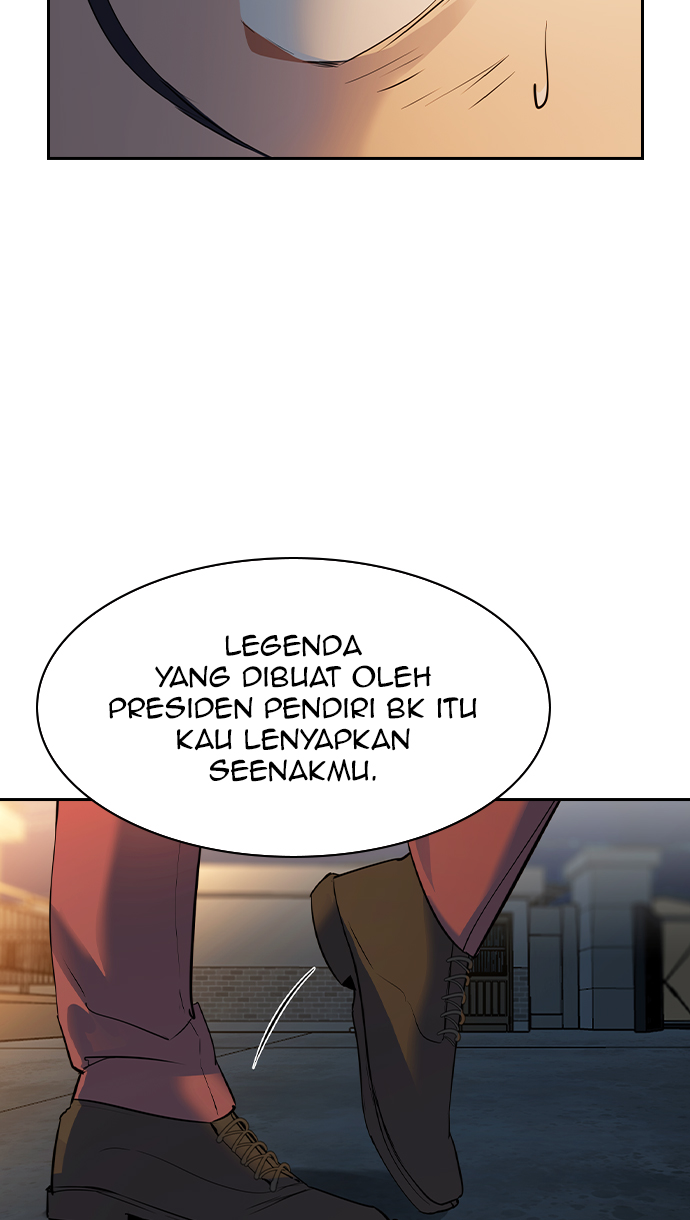 LEGENDA
YANG DIBUAT OLEH
PRESIDEN PENDIRI BK ITU
KAU LENYAPKAN
SEENAKMU.